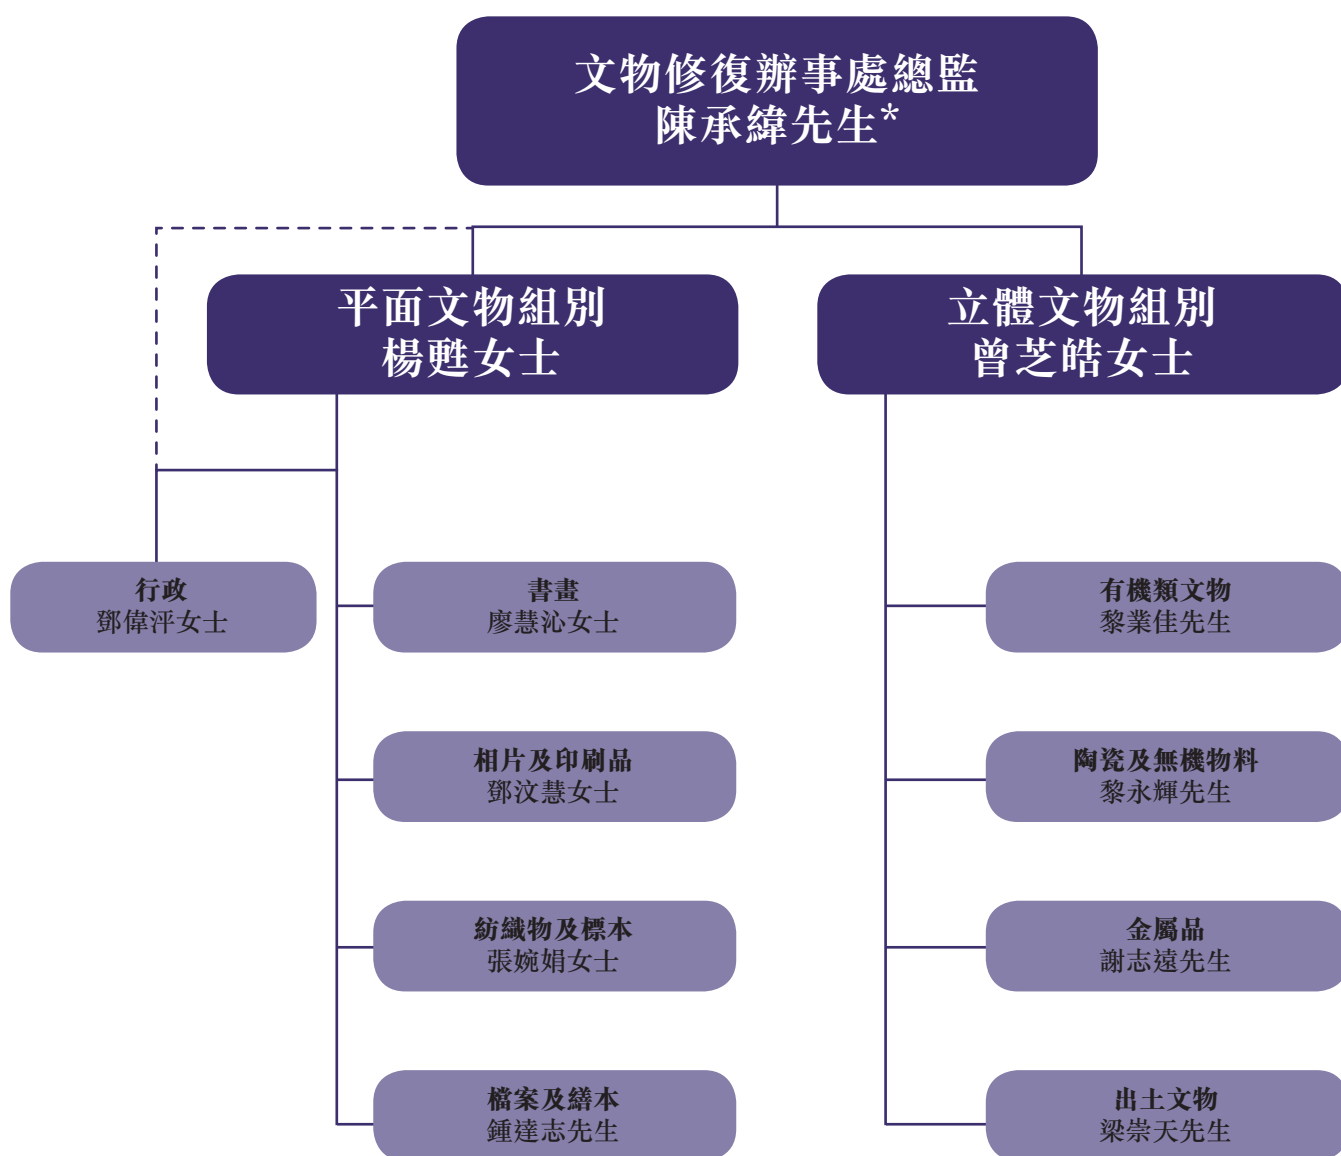 文物修復辦事處總監
陳承緯先生*
平面文物組別
楊甦女士
立體文物組別
曾芝皓女士
行政
鄧偉泙女士
書畫
廖慧沁女士
有機類文物
黎業佳先生
相片及印刷品
鄧汶慧女士
陶瓷及無機物料
黎永輝先生
紡織物及標本
張婉娟女士
金屬品
謝志遠先生
檔案及繕本
鍾達志先生
出土文物
梁崇天先生